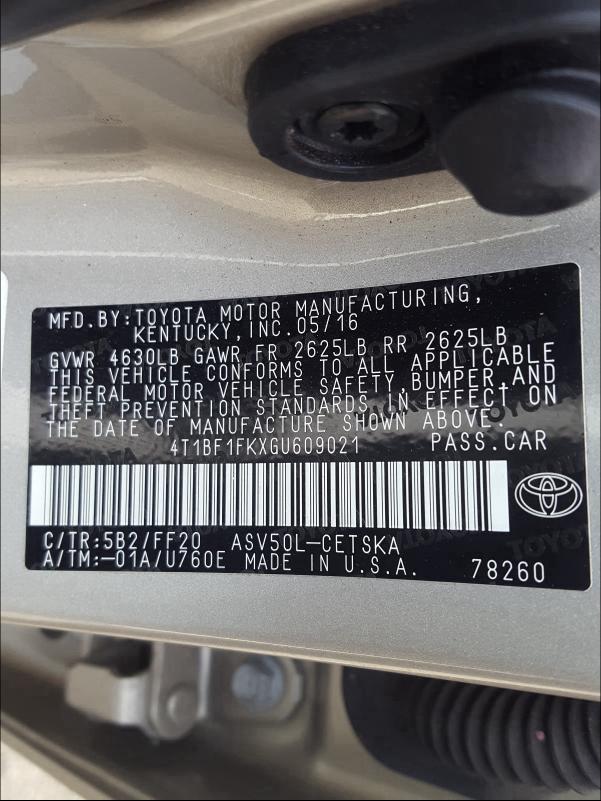 MFD.BY:TOYOTA MOTOR MANUFACTURING,
KENTUCKY,INC.05/16
GVWR 4630LB GAWR FR 2625LB RR 2625LB
THIS VEHICLE CONFORMS TO ALL APPLICABLE
FEDERAL MOTOR VEHICLE SAFETY,BUMPER,AND
THEFT PREVENTION STANDARDS IN EFFECT ON
THE DATE OF MANUFACTURE SHOWN ABOVE.
4T1BF1FKXGU609021 PASS.CAR
C/TR:5B2/FF20 ASV50L-CETSKA
A/TM:-01A/U760E MADE IN U.S.A. 78260